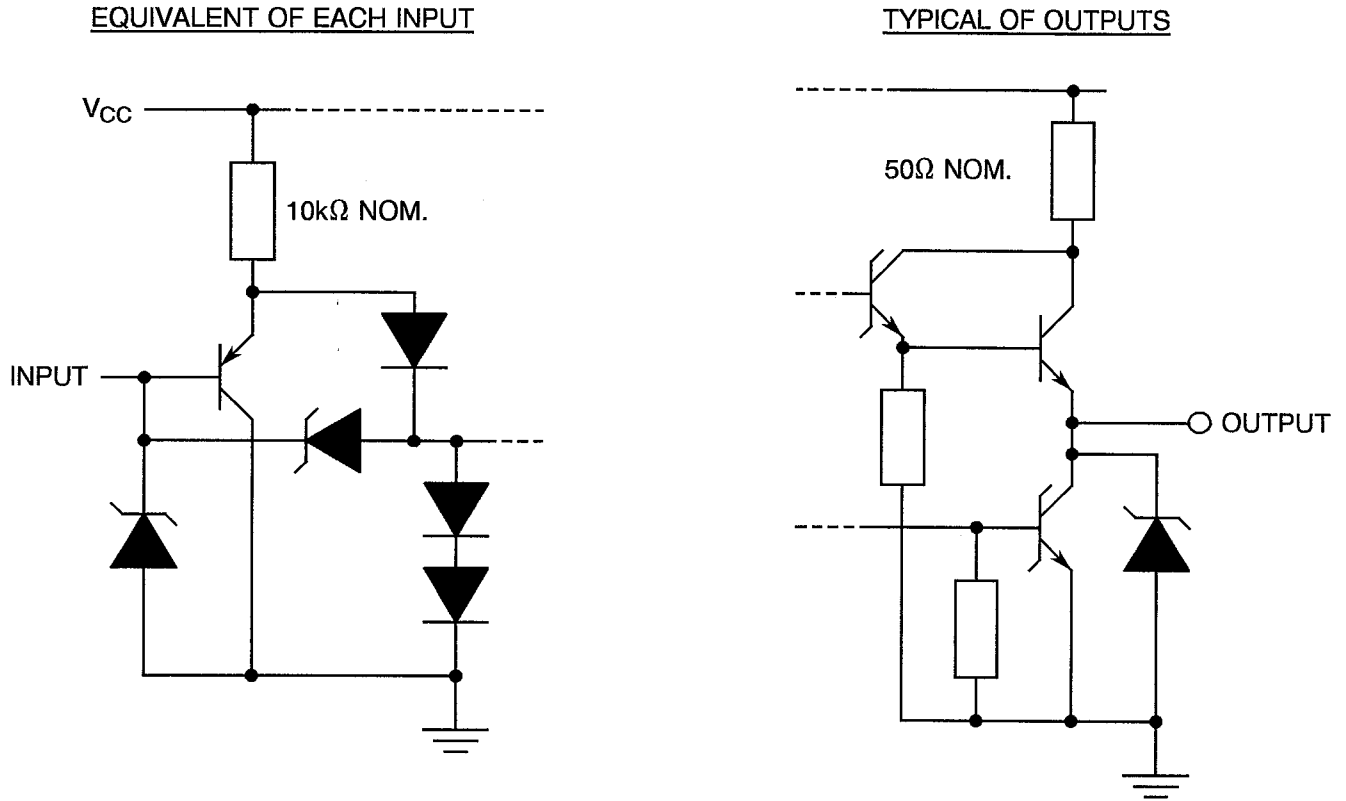 EQUIVALENT OF EACH INPUT
VCC
10kΩ NOM.
INPUT
TYPICAL OF OUTPUTS
50Ω NOM.
OUTPUT